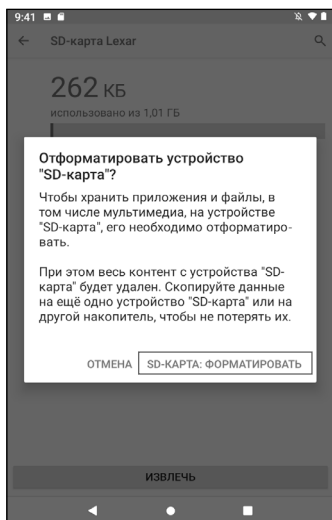 9:41
SD-карта Lexar
262 КБ
использовано из 1,01 ГБ
Отформатировать устройство
"SD-карта"?
Чтобы хранить приложения и файлы, в
том числе мультимедиа, на устройстве
"SD-карта", его необходимо отформатиро-
вать.
При этом весь контент с устройства "SD-
карта" будет удален. Скопируйте данные
на ещё одно устройство "SD-карта" или на
другой накопитель, чтобы не потерять их.
ОТМЕНА SD-КАРТА: ФОРМАТИРОВАТЬ
ИЗВЛЕЧЬ